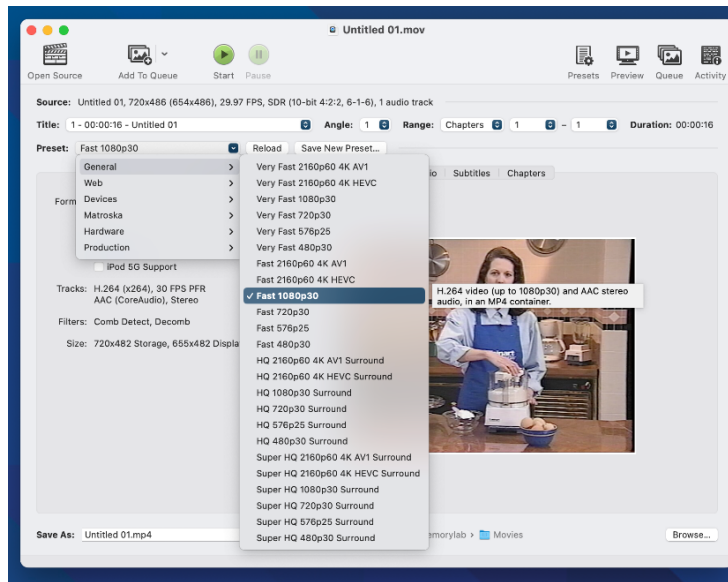 Untitled 01.mov
Open Source
Add To Queue
Start
Pause
Presets
Preview
Queue
Activity
Source: Untitled 01, 720x486 (654x486), 29.97 FPS, SDR (10-bit 4:2:2, 6-1-6), 1 audio track
Title: 1 - 00:00:16 - Untitled 01
Angle: 1
Range: Chapters 1 - 1
Duration: 00:00:16
Preset: Fast 1080p30
Reload
Save New Preset...
Subtitles
Chapters
General
Web
Devices
Matroska
Hardware
Production
iPod 5G Support
Tracks: H.264 (x264), 30 FPS PFR
AAC (CoreAudio), Stereo
Filters: Comb Detect, Decomb
Size: 720x482 Storage, 655x482 Displa
Very Fast 2160p60 4K AV1
Very Fast 2160p60 4K HEVC
Very Fast 1080p30
Very Fast 720p30
Very Fast 576p25
Very Fast 480p30
Fast 2160p60 4K AV1
Fast 2160p60 4K HEVC
✓ Fast 1080p30
Fast 720p30
Fast 576p25
Fast 480p30
HQ 2160p60 4K AV1 Surround
HQ 2160p60 4K HEVC Surround
HQ 1080p30 Surround
HQ 720p30 Surround
HQ 576p25 Surround
HQ 480p30 Surround
Super HQ 2160p60 4K AV1 Surround
Super HQ 2160p60 4K HEVC Surround
Super HQ 1080p30 Surround
Super HQ 720p30 Surround
Super HQ 576p25 Surround
Super HQ 480p30 Surround
H.264 video (up to 1080p30) and AAC stereo
audio, in an MP4 container.
Save As: Untitled 01.mp4
emorylab › Movies
Browse...